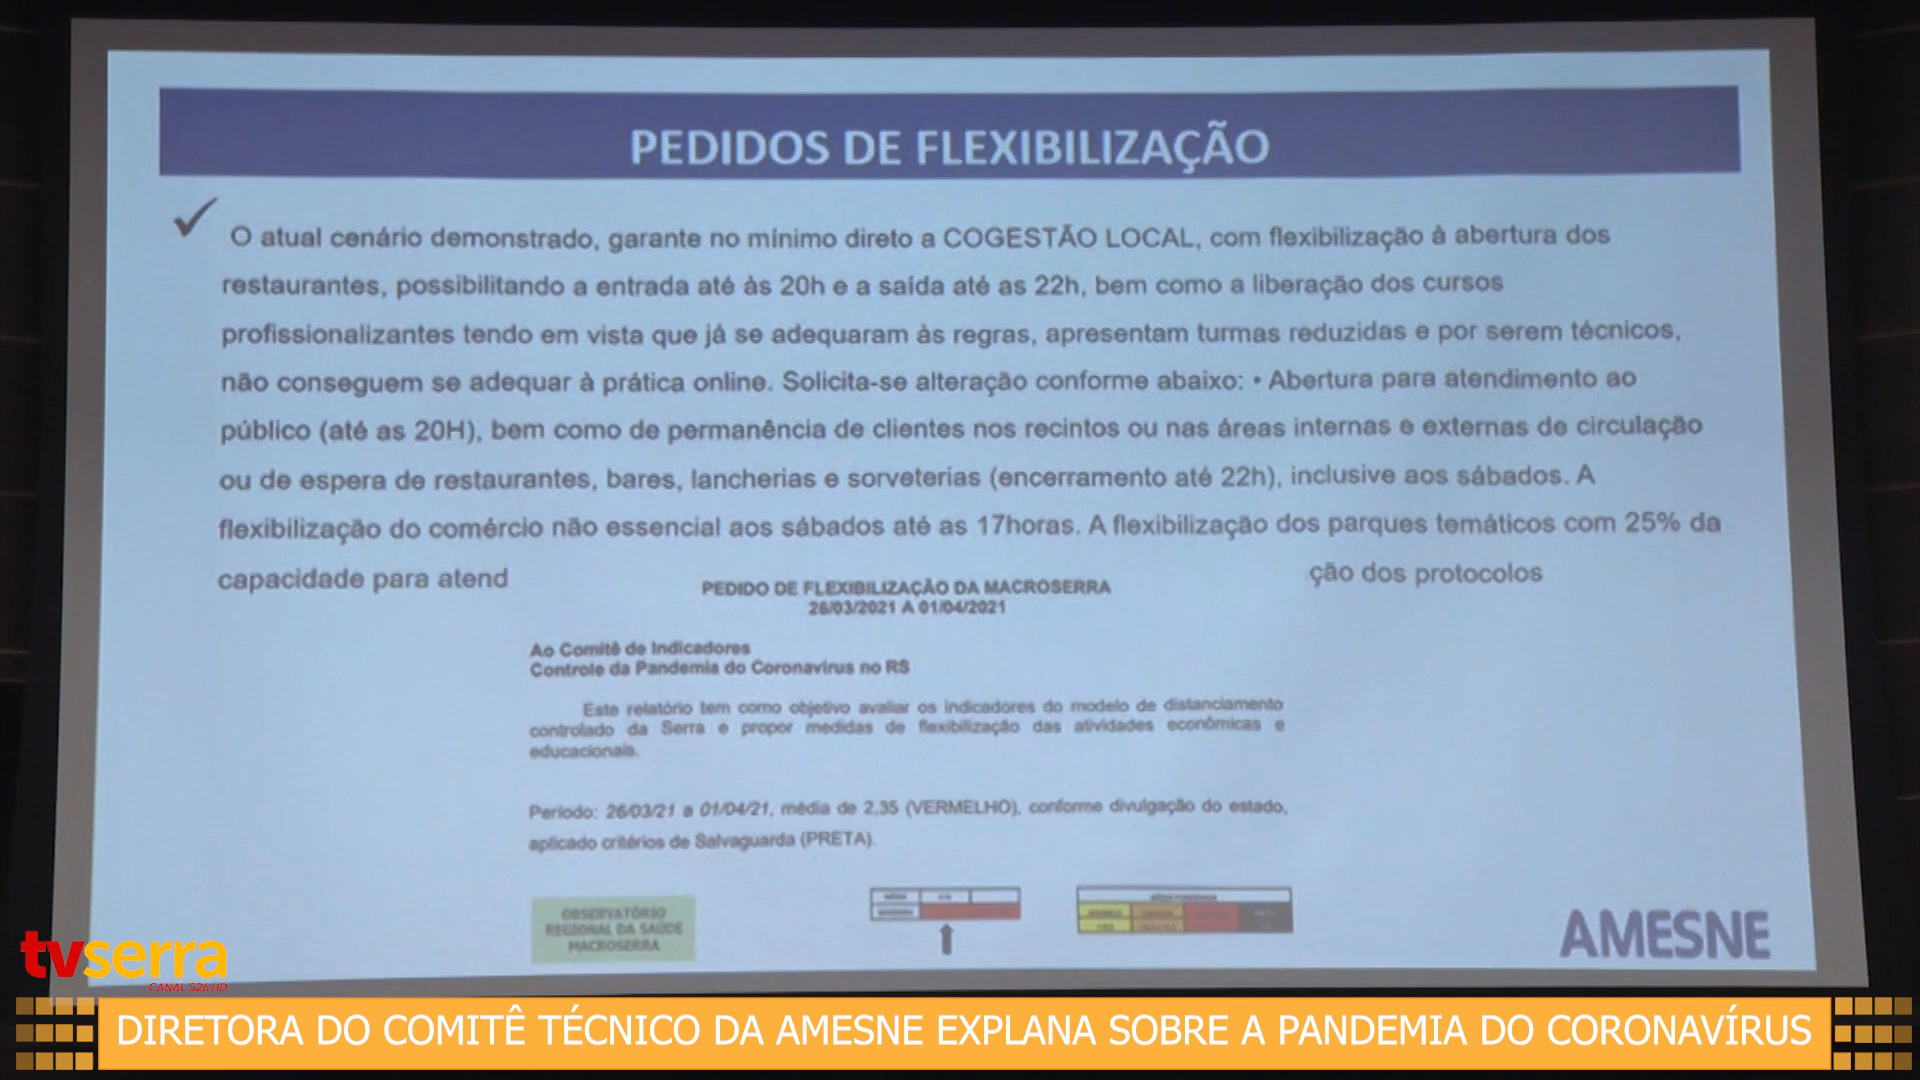 PEDIDOS DE FLEXIBILIZAÇÃO
O atual cenário demonstrado, garante no mínimo direto a COGESTÃO LOCAL, com flexibilização à abertura dos
restaurantes, possibilitando a entrada até às 20h e a saída até as 22h, bem como a liberação dos cursos
profissionalizantes tendo em vista que já se adequaram às regras, apresentam turmas reduzidas e por serem técnicos,
não conseguem se adequar à prática online. Solicita-se alteração conforme abaixo: • Abertura para atendimento ao
público (até as 20H), bem como de permanência de clientes nos recintos ou nas áreas internas e externas de circulação
ou de espera de restaurantes, bares, lancherias e sorveterias (encerramento até 22h), inclusive aos sábados. A
flexibilização do comércio não essencial aos sábados até as 17horas. A flexibilização dos parques temáticos com 25% da
capacidade para atend ção dos protocolos
PEDIDO DE FLEXIBILIZAÇÃO DA MACROSERRA
26/03/2021 A 01/04/2021
Ao Comitê de Indicadores
Controle da Pandemia do Coronavírus no RS
Este relatório tem como objetivo avaliar os indicadores do modelo de distanciamento
controlado da Serra e propor medidas de flexibilização das atividades econômicas e
educacionais.
Período: 26/03/21 a 01/04/21, média de 2,35 (VERMELHO), conforme divulgação do estado,
aplicado critérios de Salvaguarda (PRETA).
OBSERVATÓRIO
REGIONAL DA SAÚDE
MACROSERRA
AMESNE
tvserra
CANAL 526 HD
DIRETORA DO COMITÊ TÉCNICO DA AMESNE EXPLANA SOBRE A PANDEMIA DO CORONAVÍRUS